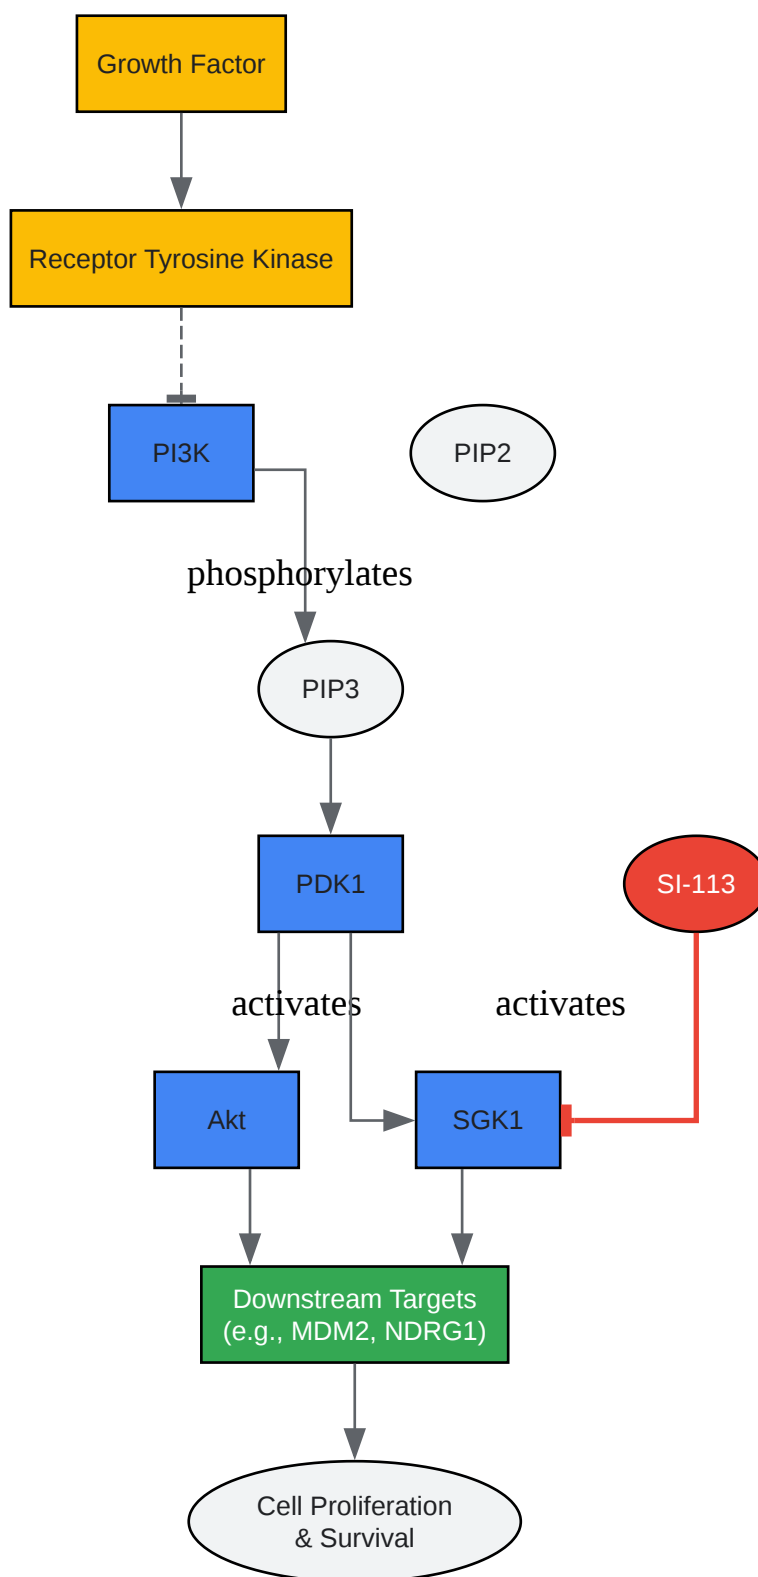 Growth Factor
Receptor Tyrosine Kinase
PI3K
PIP2
phosphorylates
PIP3
PDK1
SI-113
activates
activates
Akt
SGK1
Downstream Targets
(e.g., MDM2, NDRG1)
Cell Proliferation
& Survival